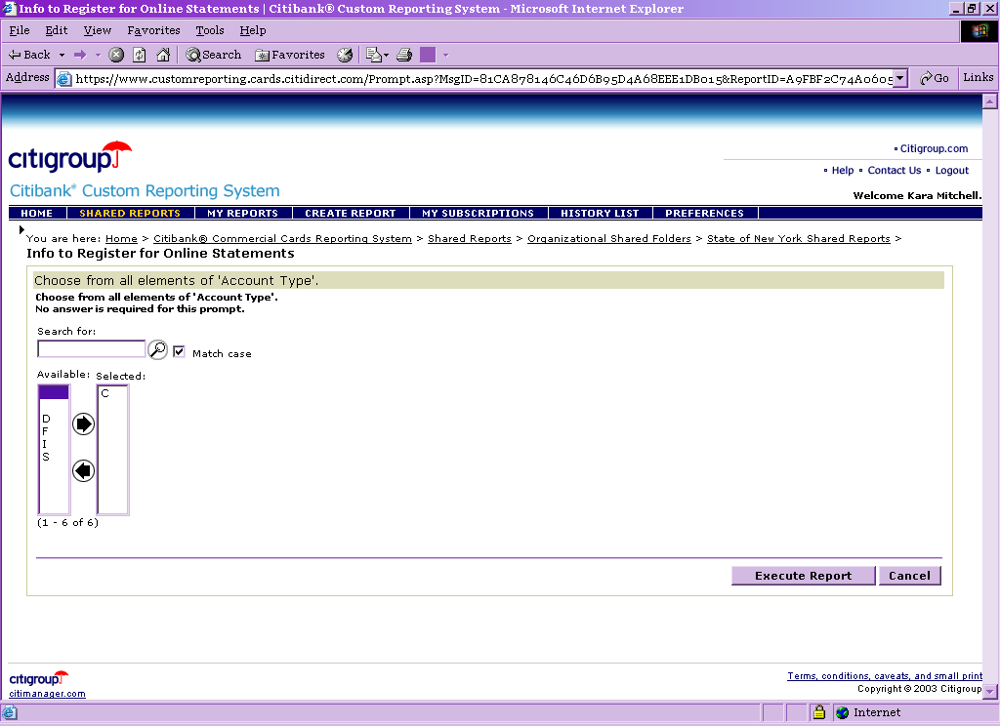 Info to Register for Online Statements | Citibank® Custom Reporting System - Microsoft Internet Explorer
File Edit View Favorites Tools Help
Back Search Favorites
Address https://www.customreporting.cards.citidirect.com/Prompt.asp?MsgID=81CA878146C46D6B95D4A68EEE1DB015&ReportID=A9FBF2C74A0605 Go Links
citigroup
Citigroup.com
Help Contact Us Logout
Citibank® Custom Reporting System
Welcome Kara Mitchell.
HOME SHARED REPORTS MY REPORTS CREATE REPORT MY SUBSCRIPTIONS HISTORY LIST PREFERENCES
You are here: Home > Citibank® Commercial Cards Reporting System > Shared Reports > Organizational Shared Folders > State of New York Shared Reports >
Info to Register for Online Statements
Choose from all elements of 'Account Type'.
Choose from all elements of 'Account Type'.
No answer is required for this prompt.
Search for:
Match case
Available: Selected:
C
D
F
I
S
(1 - 6 of 6)
Execute Report Cancel
citigroup
citimanager.com
Terms, conditions, caveats, and small print
Copyright © 2003 Citigroup
Internet